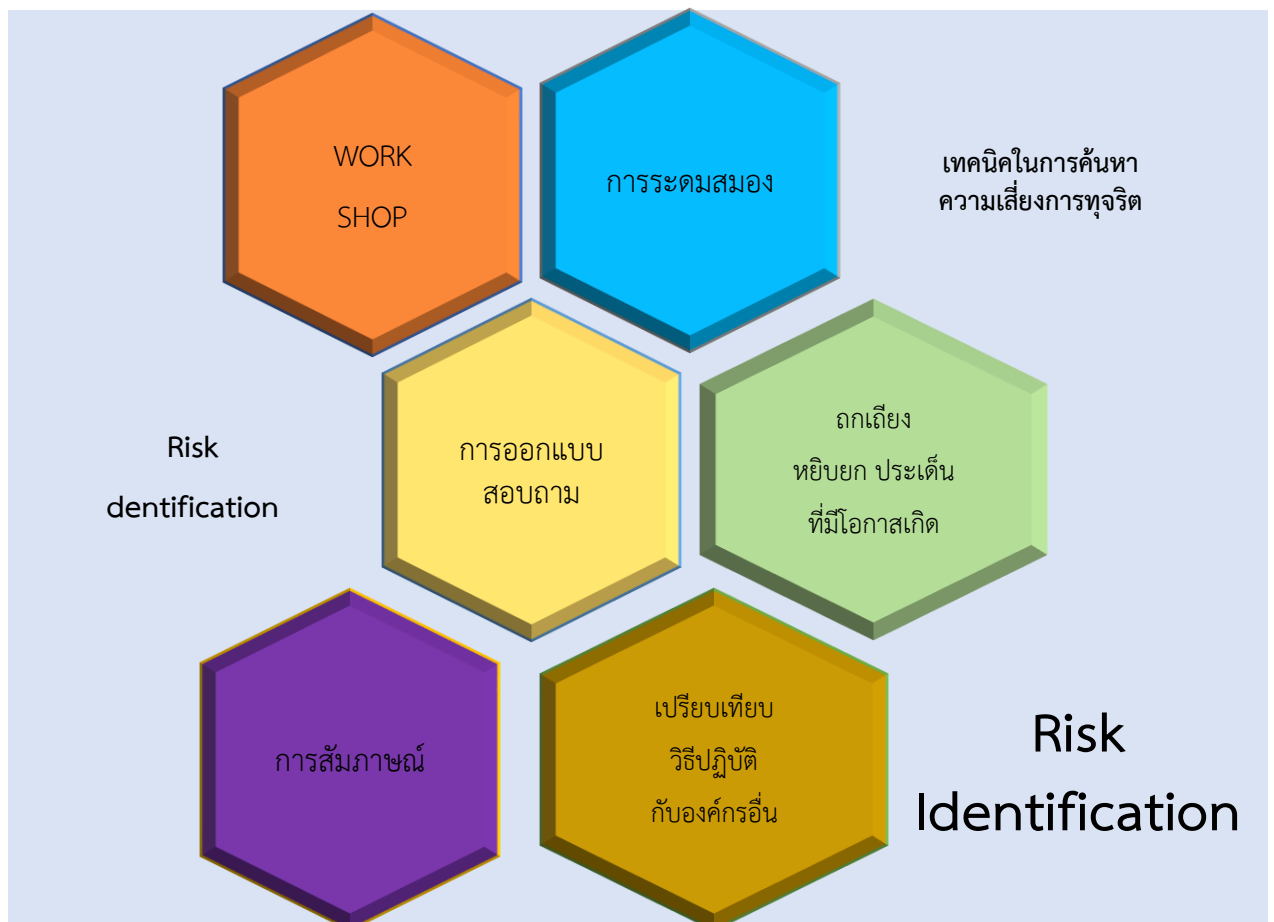 WORK
SHOP
การระดมสมอง
เทคนิคในการค้นหา
ความเสี่ยงการทุจริต
Risk
dentification
การออกแบบ
สอบถาม
ถกเถียง
หยิบยก ประเด็น
ที่มีโอกาสเกิด
การสัมภาษณ์
เปรียบเทียบ
วิธีปฏิบัติ
กับองค์กรอื่น
Risk
Identification